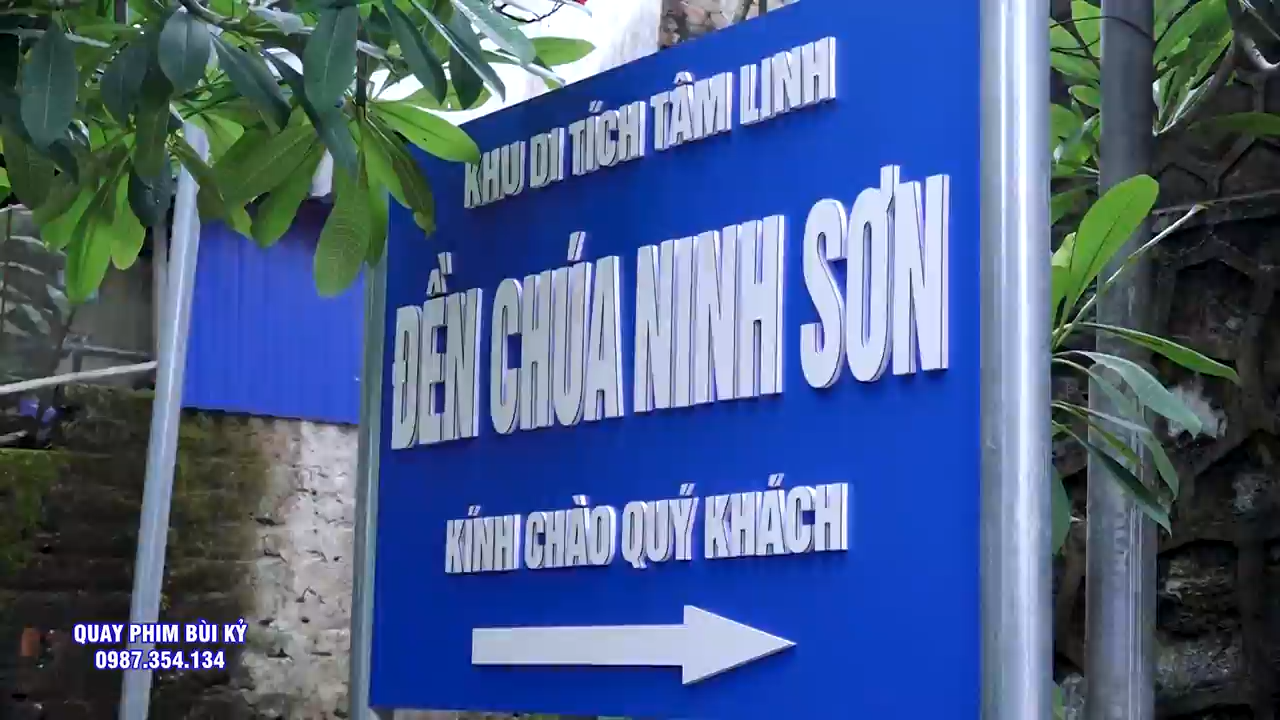 KHU DI TÍCH TÂM LINH
ĐỀN CHÚA NINH SƠN
KÍNH CHÀO QUÝ KHÁCH
QUAY PHIM BÙI KỶ
0987.354.134